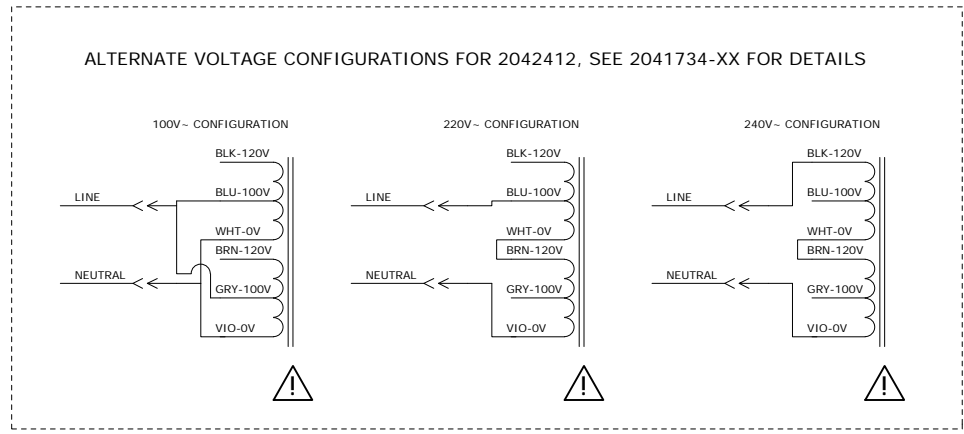 ALTERNATE VOLTAGE CONFIGURATIONS FOR 2042412, SEE 2041734-XX FOR DETAILS
100V~ CONFIGURATION
BLK-120V
LINE
BLU-100V
WHT-0V
BRN-120V
NEUTRAL
GRY-100V
VIO-0V
!
220V~ CONFIGURATION
BLK-120V
LINE
BLU-100V
WHT-0V
BRN-120V
NEUTRAL
GRY-100V
VIO-0V
!
240V~ CONFIGURATION
BLK-120V
LINE
BLU-100V
WHT-0V
BRN-120V
NEUTRAL
GRY-100V
VIO-0V
!